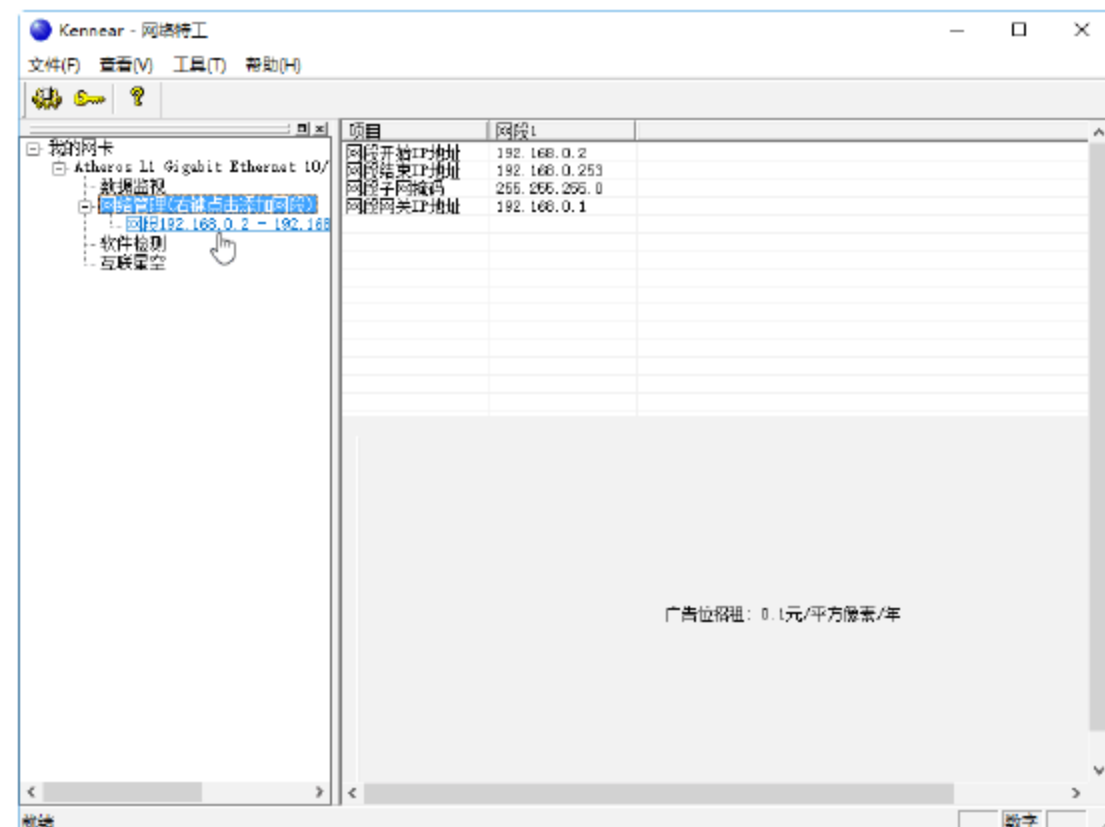 Kennear - 网络特工
文件(F) 查看(V) 工具(T) 帮助(H)
项目 网段1
我的网卡
Atheros L1 Gigabit Ethernet 10/
数据监视
网络管理(右键点击添加网段)
网段192.168.0.2 - 192.168
软件检测
互联星空
网段开始IP地址 192.168.0.2
网段结束IP地址 192.168.0.253
网段子网掩码 255.255.255.0
网段网关IP地址 192.168.0.1
广告位招租: 0.1元/平方像素/年
就绪 数字